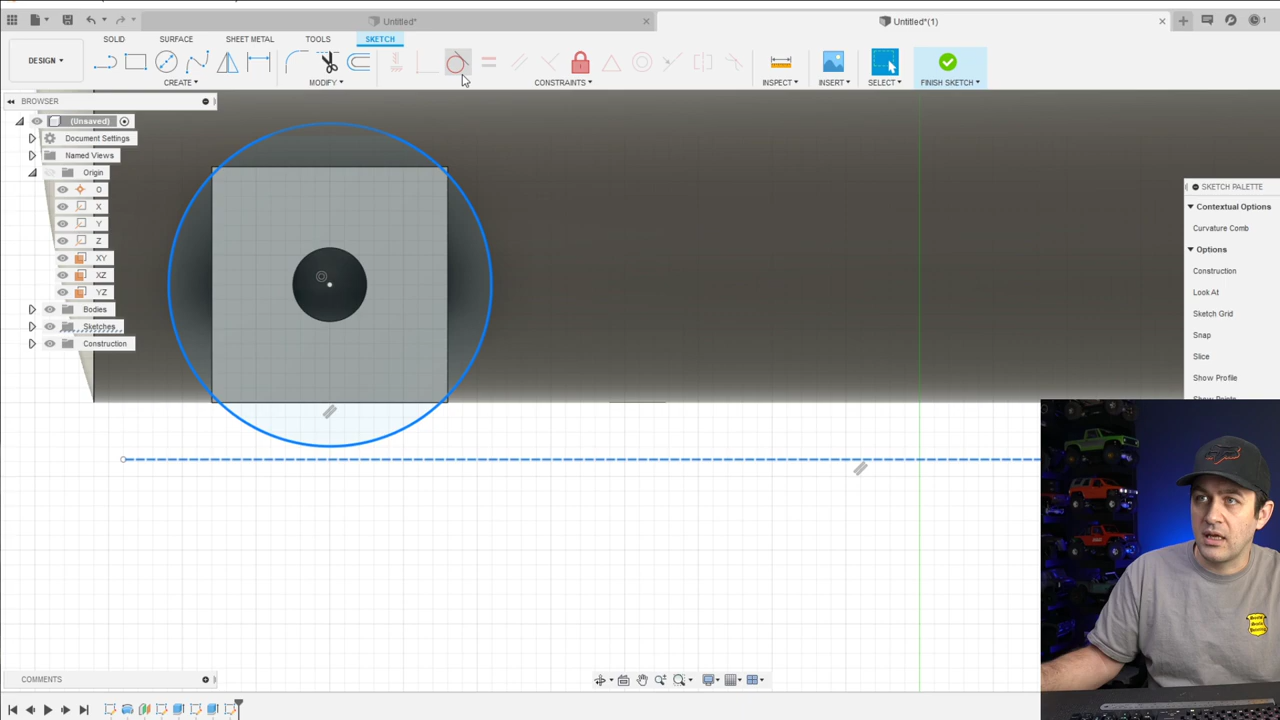 Untitled*
Untitled*(1)
1
DESIGN
SOLID
SURFACE
SHEET METAL
TOOLS
SKETCH
CREATE
MODIFY
CONSTRAINTS
INSPECT
INSERT
SELECT
FINISH SKETCH
BROWSER
(Unsaved)
Document Settings
Named Views
Origin
O
X
Y
Z
XY
XZ
YZ
Bodies
Sketches
Construction
SKETCH PALETTE
Contextual Options
Curvature Comb
Options
Construction
Look At
Sketch Grid
Snap
Slice
Show Profile
COMMENTS